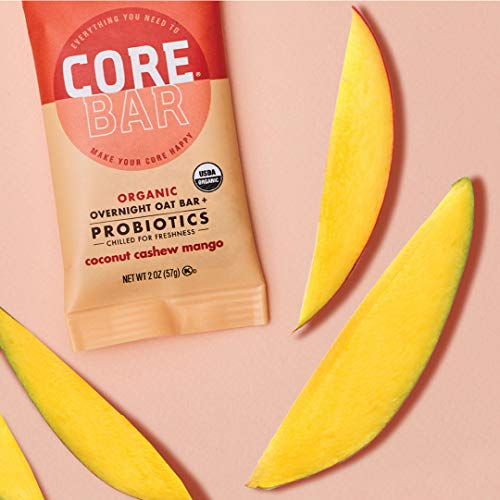 EVERYTHING YOU NEED TO
CORE®
BAR
MAKE YOUR CORE HAPPY
USDA
ORGANIC
ORGANIC
OVERNIGHT OAT BAR +
PROBIOTICS
CHILLED FOR FRESHNESS
coconut cashew mango
NET WT 2 OZ (57g) K D